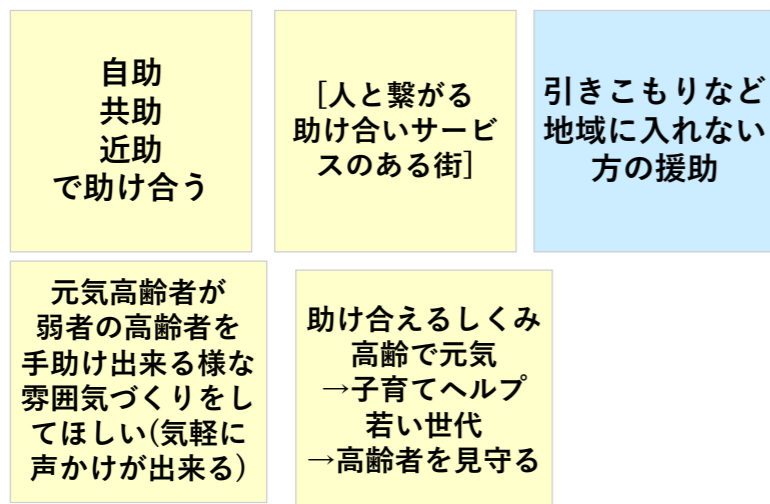 自助
共助
近助
で助け合う
[人と繋がる
助け合いサービ
スのある街]
引きこもりなど
地域に入れない
方の援助
元気高齢者が
弱者の高齢者を
手助け出来る様な
雰囲気づくりをし
てほしい(気軽に
声かけが出来る)
助け合えるしくみ
高齢で元気
→子育てヘルプ
若い世代
→高齢者を見守る